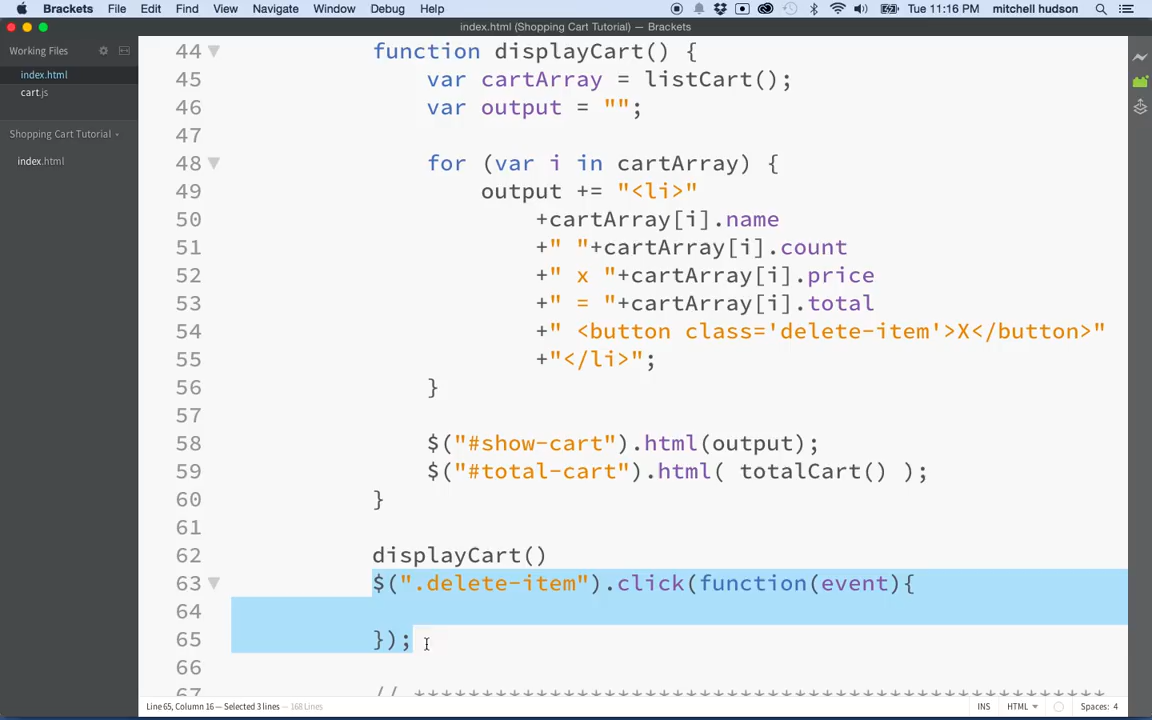 Brackets File Edit Find View Navigate Window Debug Help Tue 11:16 PM mitchell hudson
index.html (Shopping Cart Tutorial) — Brackets
Working Files
index.html
cart.js
Shopping Cart Tutorial
index.html
44 function displayCart() {
45 var cartArray = listCart();
46 var output = "";
47
48 for (var i in cartArray) {
49 output += "<li>"
50 +cartArray[i].name
51 +" "+cartArray[i].count
52 +" x "+cartArray[i].price
53 +" = "+cartArray[i].total
54 +" <button class='delete-item'>X</button>"
55 +"</li>";
56 }
57
58 $("#show-cart").html(output);
59 $("#total-cart").html( totalCart() );
60 }
61
62 displayCart()
63 $(".delete-item").click(function(event){
64
65 });
66
67 // ***************************************************
Line 65, Column 16 — Selected 3 lines — 168 Lines INS HTML Spaces: 4